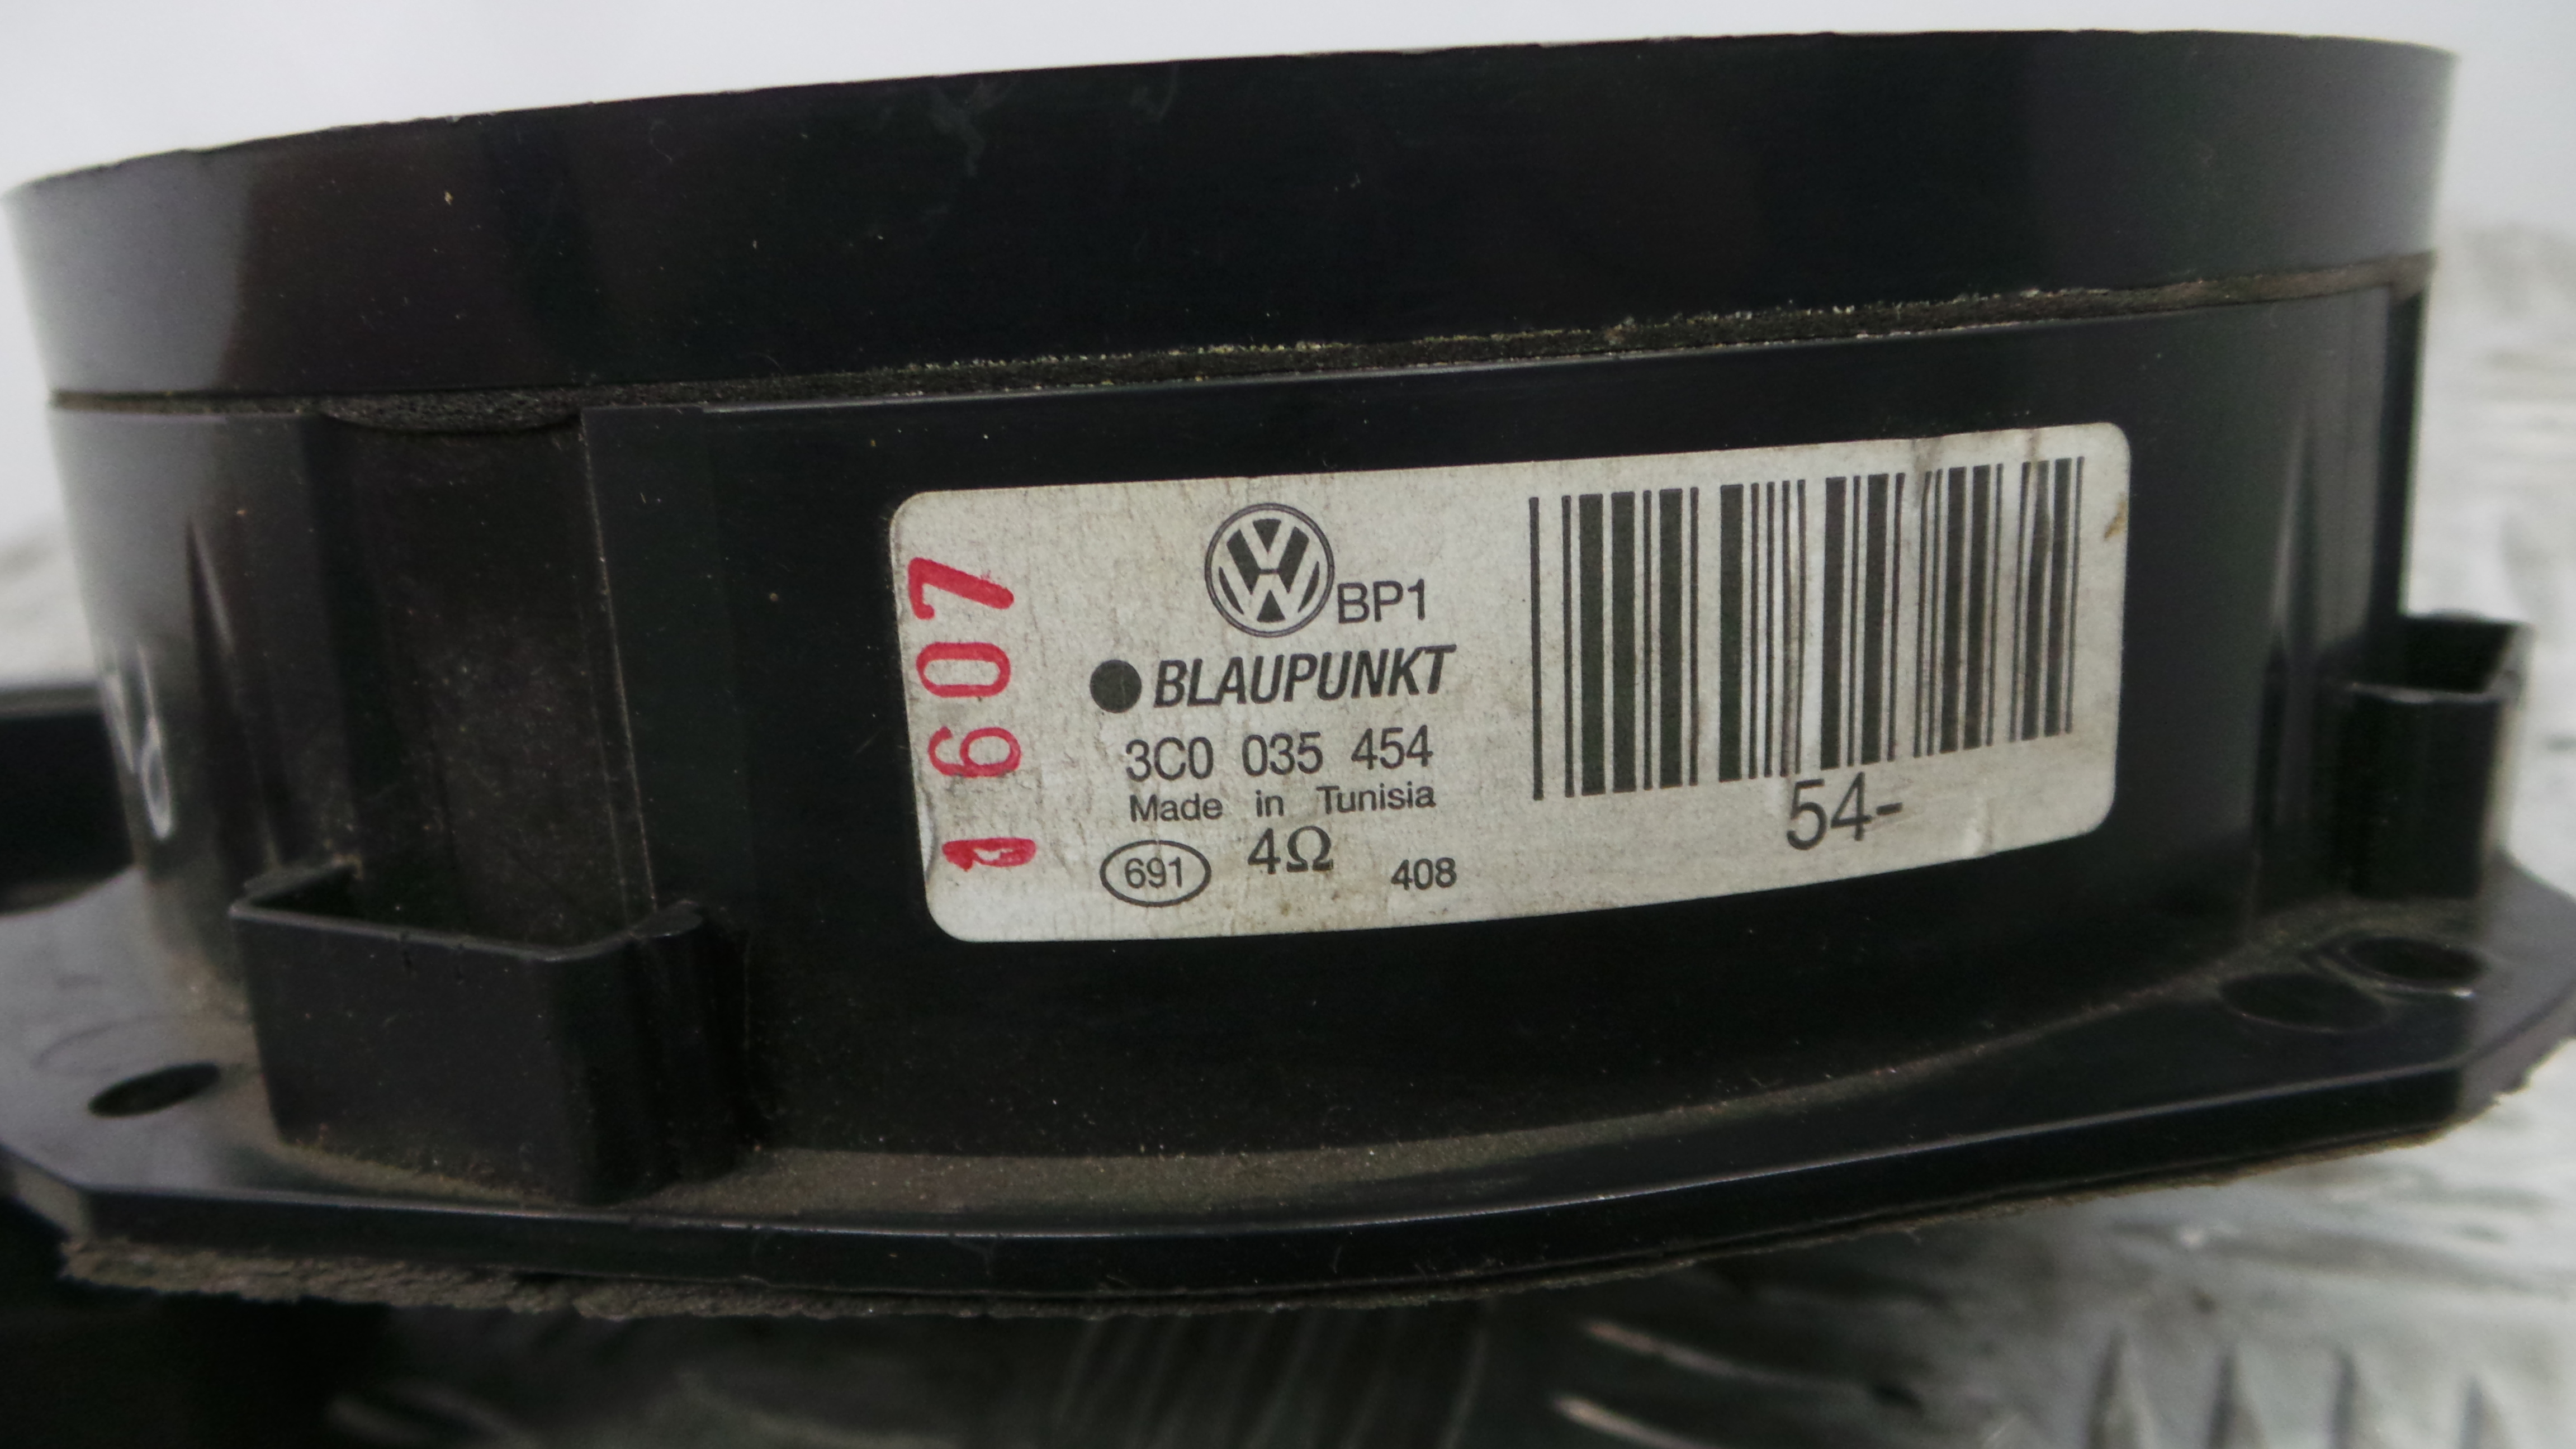 1607
BP1
BLAUPUNKT
3C0 035 454
Made in Tunisia
691 4Ω 408
54-